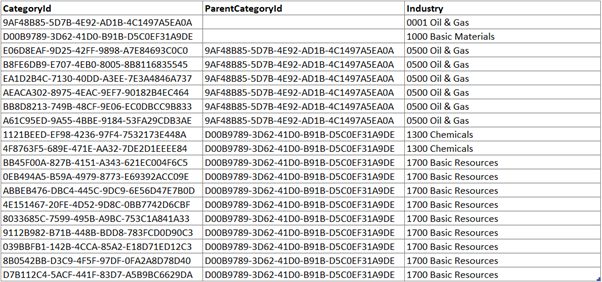 CategoryId ParentCategoryId Industry
9AF48B85-5D7B-4E92-AD1B-4C1497A5EA0A 0001 Oil & Gas
D00B9789-3D62-41D0-B91B-D5C0EF31A9DE 1000 Basic Materials
E06D8EAF-9D25-42FF-9898-A7E84693C0C0 9AF48B85-5D7B-4E92-AD1B-4C1497A5EA0A 0500 Oil & Gas
B8FE6DB9-E707-4EB0-8005-8B8116835545 9AF48B85-5D7B-4E92-AD1B-4C1497A5EA0A 0500 Oil & Gas
EA1D2B4C-7130-40DD-A3EE-7E3A4846A737 9AF48B85-5D7B-4E92-AD1B-4C1497A5EA0A 0500 Oil & Gas
AEACA302-8975-4EAC-9EF7-90182B4EC464 9AF48B85-5D7B-4E92-AD1B-4C1497A5EA0A 0500 Oil & Gas
BB8D8213-749B-48CF-9E06-EC0DBCC9B833 9AF48B85-5D7B-4E92-AD1B-4C1497A5EA0A 0500 Oil & Gas
A61C95ED-9A55-4BBE-9184-53FA29CDB3AE 9AF48B85-5D7B-4E92-AD1B-4C1497A5EA0A 0500 Oil & Gas
1121BEED-EF98-4236-97F4-7532173E448A D00B9789-3D62-41D0-B91B-D5C0EF31A9DE 1300 Chemicals
4F8763F5-689E-471E-AA32-7DE2D1EEEE84 D00B9789-3D62-41D0-B91B-D5C0EF31A9DE 1300 Chemicals
BB45F00A-827B-4151-A343-621EC004F6C5 D00B9789-3D62-41D0-B91B-D5C0EF31A9DE 1700 Basic Resources
0EB494A5-B59A-4979-8773-E69392ACC09E D00B9789-3D62-41D0-B91B-D5C0EF31A9DE 1700 Basic Resources
ABBEB476-DBC4-445C-9DC9-6E56D47E7B0D D00B9789-3D62-41D0-B91B-D5C0EF31A9DE 1700 Basic Resources
4E151467-20FE-4D52-9D8C-0BB7742D6CBF D00B9789-3D62-41D0-B91B-D5C0EF31A9DE 1700 Basic Resources
8033685C-7599-495B-A9BC-753C1A841A33 D00B9789-3D62-41D0-B91B-D5C0EF31A9DE 1700 Basic Resources
9112B982-B71B-448B-BDD8-783FCD0D90C3 D00B9789-3D62-41D0-B91B-D5C0EF31A9DE 1700 Basic Resources
039BBFB1-142B-4CCA-85A2-E18D71ED12C3 D00B9789-3D62-41D0-B91B-D5C0EF31A9DE 1700 Basic Resources
8B0542BB-D3C9-4F5F-97DF-0FA2A8D78D40 D00B9789-3D62-41D0-B91B-D5C0EF31A9DE 1700 Basic Resources
D7B112C4-5ACF-441F-83D7-A5B9BC6629DA D00B9789-3D62-41D0-B91B-D5C0EF31A9DE 1700 Basic Resources